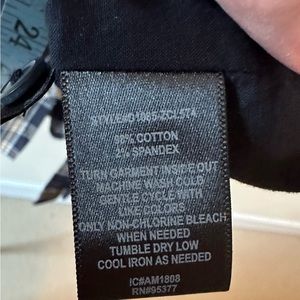 24
COTTON
2% SPANDEX
TURN GARMENT INSIDE OUT
MACHINE WASH COLD
GENTLE CYCLE WITH
LIKE COLORS
ONLY NON-CHLORINE BLEACH
WHEN NEEDED
TUMBLE DRY LOW
COOL IRON AS NEEDED
IC#AM1808
RN#95377